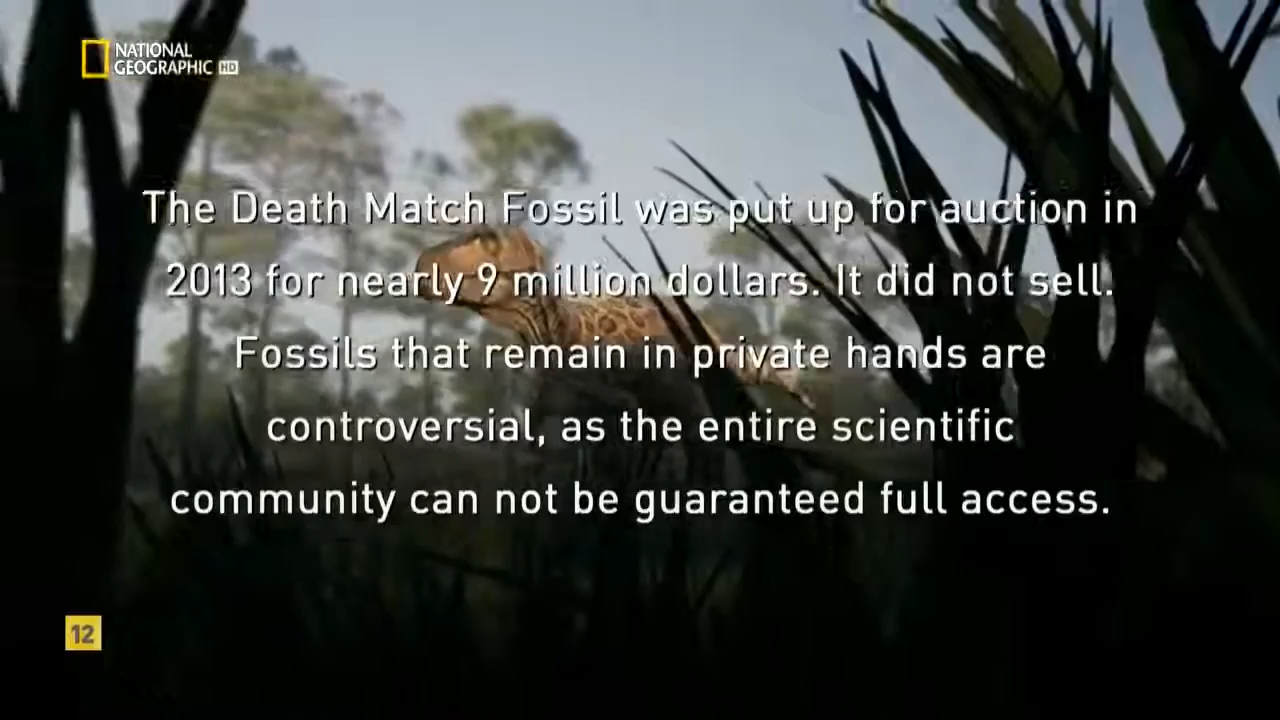 NATIONAL
GEOGRAPHIC HD
The Death Match Fossil was put up for auction in
2013 for nearly 9 million dollars. It did not sell.
Fossils that remain in private hands are
controversial, as the entire scientific
community can not be guaranteed full access.
12